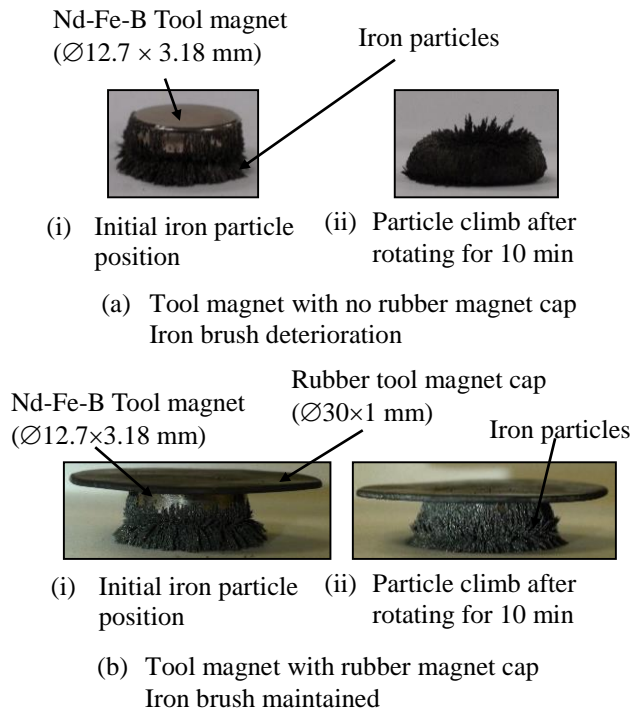 Nd-Fe-B Tool magnet
(∅12.7 × 3.18 mm)
Iron particles
(i) Initial iron particle
position
(ii) Particle climb after
rotating for 10 min
(a) Tool magnet with no rubber magnet cap
Iron brush deterioration
Rubber tool magnet cap
(∅30×1 mm)
Nd-Fe-B Tool magnet
(∅12.7×3.18 mm)
Iron particles
(i) Initial iron particle
position
(ii) Particle climb after
rotating for 10 min
(b) Tool magnet with rubber magnet cap
Iron brush maintained